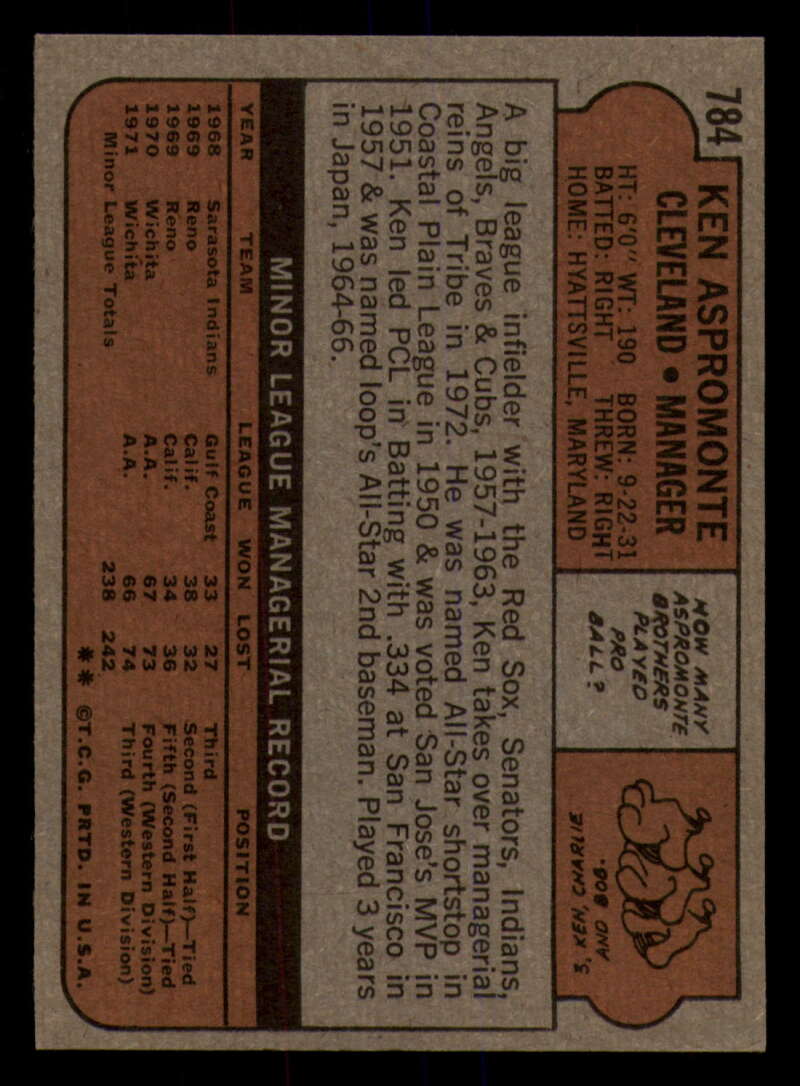 784
KEN ASPROMONTE
CLEVELAND • MANAGER
HT: 6'0" WT: 190 BORN: 9-22-31
BATTED: RIGHT THREW: RIGHT
HOME: HYATTSVILLE, MARYLAND
HOW MANY
ASPROMONTE
BROTHERS
PLAYED
PRO
BALL?
3, KEN, CHARLIE
AND BOB.
A big league infielder with the Red Sox, Senators, Indians,
Angels, Braves & Cubs, 1957-1963, Ken takes over managerial
reins of Tribe in 1972. He was named All-Star shortstop in
Coastal Plain League in 1950 & was voted San Jose's MVP in
1951. Ken led PCL in Batting with .334 at San Francisco in
1957 & was named loop's All-Star 2nd baseman. Played 3 years
in Japan, 1964-66.
MINOR LEAGUE MANAGERIAL RECORD
YEAR TEAM LEAGUE WON LOST POSITION
1968 Sarasota Indians Gulf Coast 33 27 Third
1969 Reno Calif. 38 32 Second (First Half)—Tied
1969 Reno Calif. 34 36 Fifth (Second Half)—Tied
1970 Wichita A.A. 67 73 Fourth (Western Division)
1971 Wichita A.A. 66 74 Third (Western Division)
Minor League Totals 238 242
** ©T.C.G. PRTD. IN U.S.A.